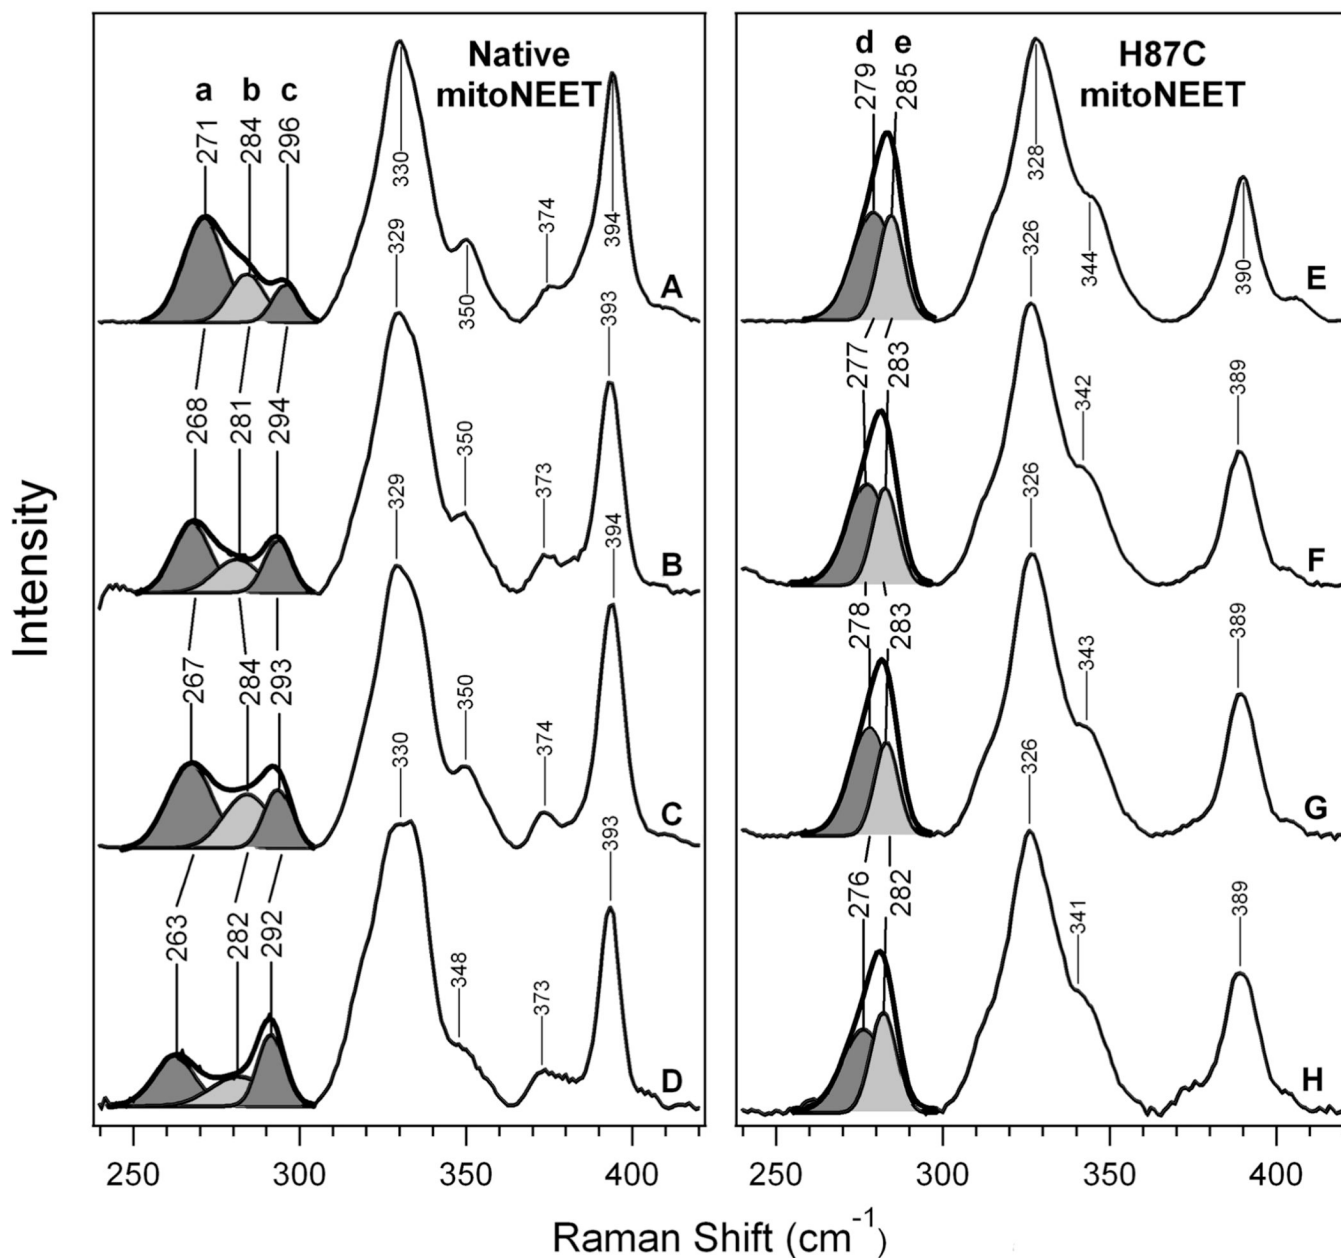 Native
mitoNEET
a b c
271 284 296
330
350
374
394
A
268 281 294
329
350
373
393
B
267 284 293
329
350
374
394
C
263 282 292
330
348
373
393
D
H87C
mitoNEET
d e
279 285
328
344
390
E
277 283
326
342
389
F
278 283
326
343
389
G
276 282
326
341
389
H
Intensity
250 300 350 400
250 300 350 400
Raman Shift (cm⁻¹)